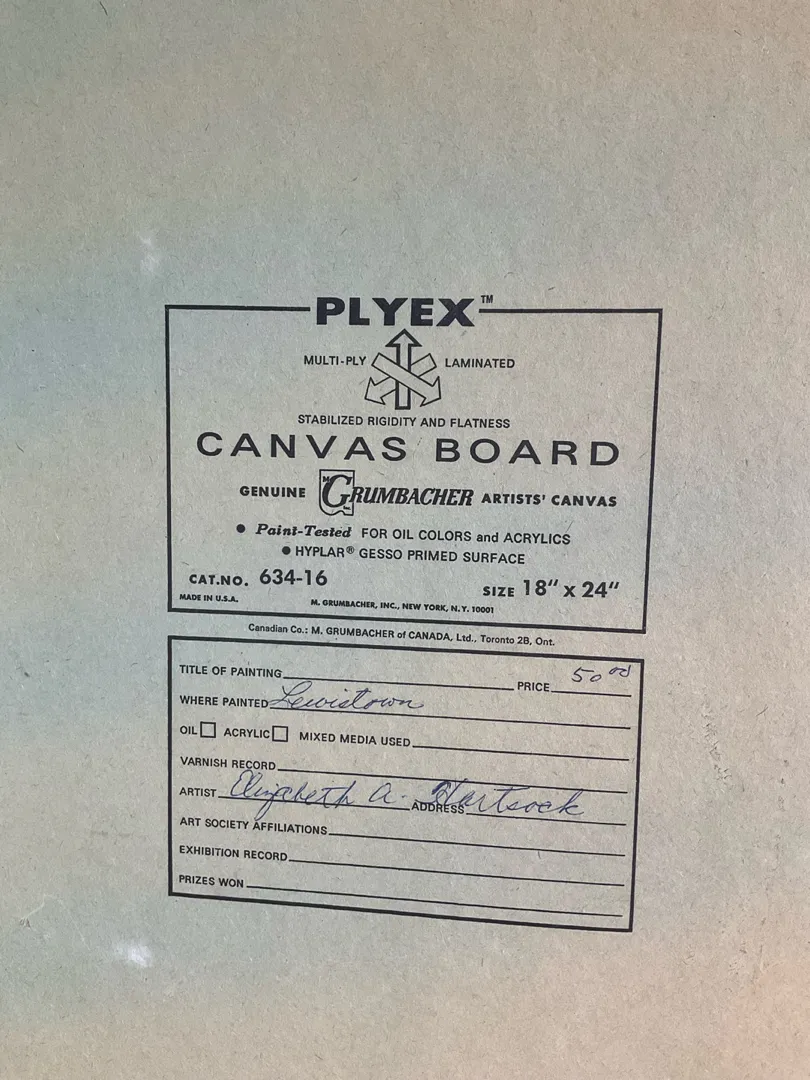 PLYEX™
MULTI-PLY LAMINATED
STABILIZED RIGIDITY AND FLATNESS
CANVAS BOARD
GENUINE M GRUMBACHER ARTISTS' CANVAS
• Paint-Tested FOR OIL COLORS and ACRYLICS
• HYPLAR® GESSO PRIMED SURFACE
CAT.NO. 634-16 SIZE 18" x 24"
MADE IN U.S.A. M. GRUMBACHER, INC., NEW YORK, N.Y. 10001
Canadian Co.: M. GRUMBACHER of CANADA, Ltd., Toronto 2B, Ont.
TITLE OF PAINTING PRICE 50 00
WHERE PAINTED Lewistown
OIL ACRYLIC MIXED MEDIA USED
VARNISH RECORD
ARTIST Elizabeth A. Hartsock ADDRESS
ART SOCIETY AFFILIATIONS
EXHIBITION RECORD
PRIZES WON